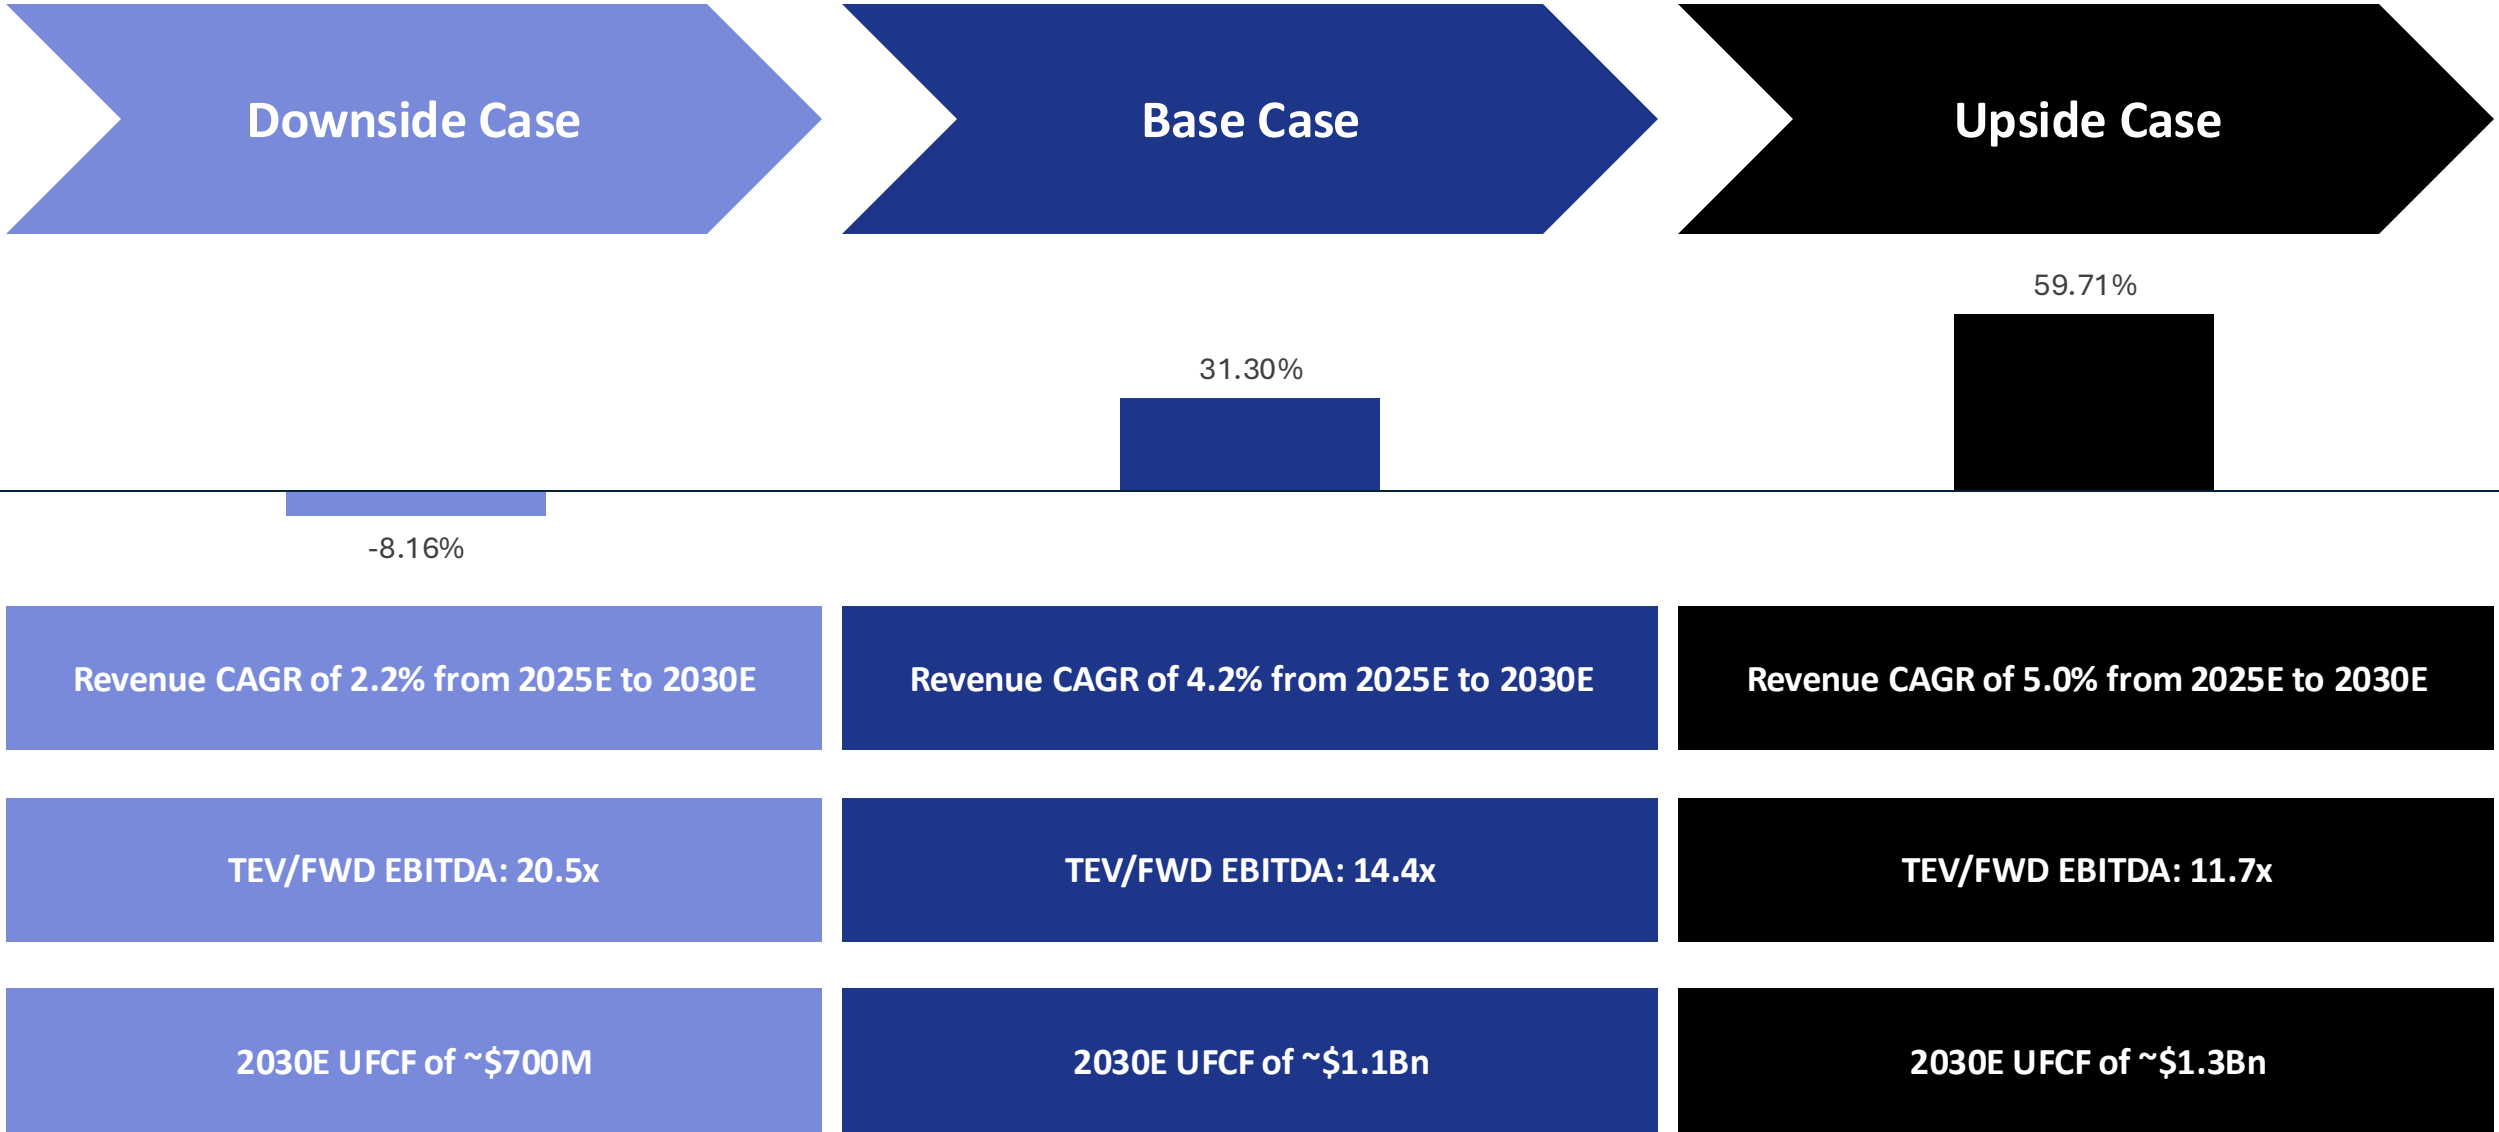 Downside Case
Base Case
Upside Case
59.71%
31.30%
-8.16%
Revenue CAGR of 2.2% from 2025E to 2030E
Revenue CAGR of 4.2% from 2025E to 2030E
Revenue CAGR of 5.0% from 2025E to 2030E
TEV/FWD EBITDA: 20.5x
TEV/FWD EBITDA: 14.4x
TEV/FWD EBITDA: 11.7x
2030E UFCF of ~$700M
2030E UFCF of ~$1.1Bn
2030E UFCF of ~$1.3Bn